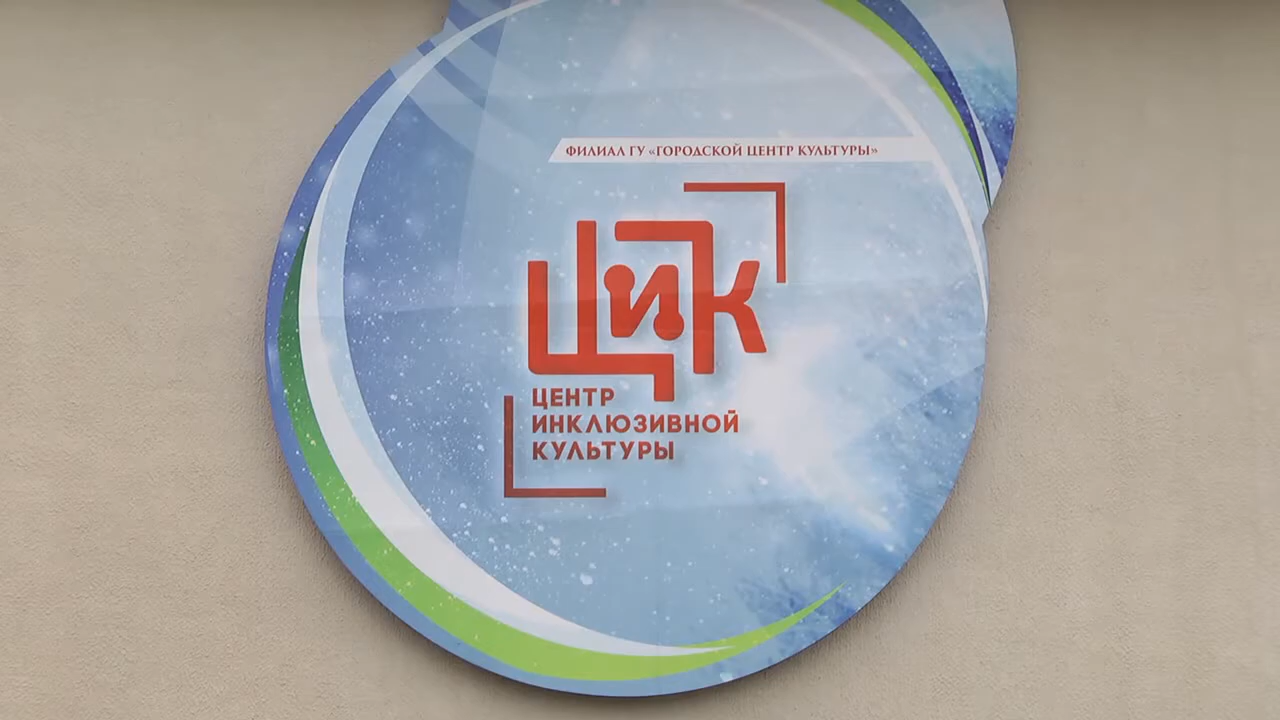 ФИЛИАЛ ГУ «ГОРОДСКОЙ ЦЕНТР КУЛЬТУРЫ»
ЦИК
ЦЕНТР
ИНКЛЮЗИВНОЙ
КУЛЬТУРЫ